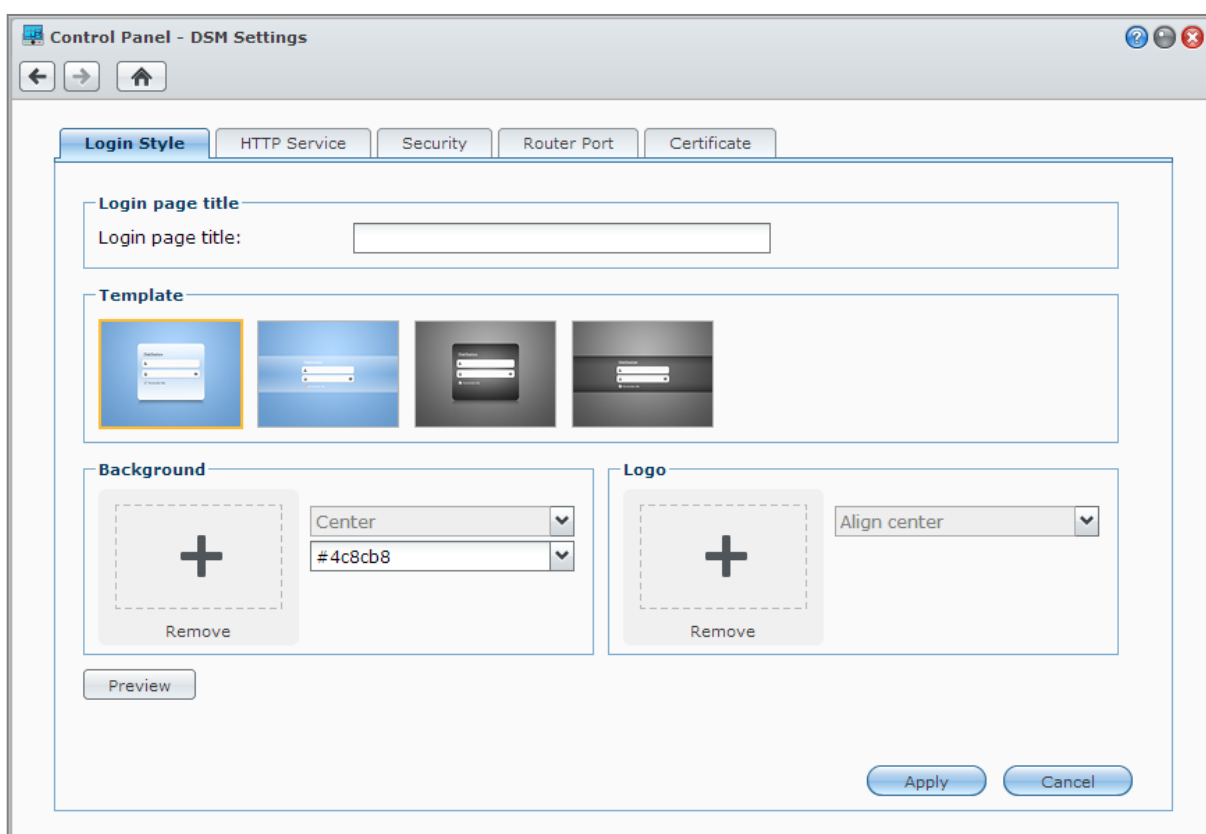 Control Panel - DSM Settings
Login Style HTTP Service Security Router Port Certificate
Login page title
Login page title:
Template
Background
Center
#4c8cb8
Remove
Logo
Align center
Remove
Preview
Apply Cancel